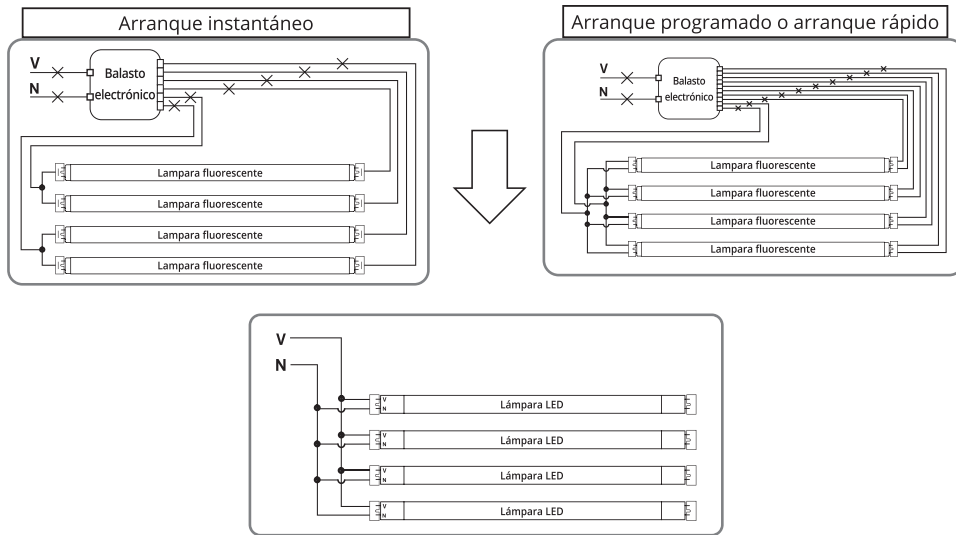 Arranque instantáneo
V
N
Balasto
electrónico
Lampara fluorescente
Lampara fluorescente
Lampara fluorescente
Lampara fluorescente
Arranque programado o arranque rápido
V
N
Balasto
electrónico
Lampara fluorescente
Lampara fluorescente
Lampara fluorescente
Lampara fluorescente
V
N
V
N
Lámpara LED
V
N
Lámpara LED
V
N
Lámpara LED
V
N
Lámpara LED